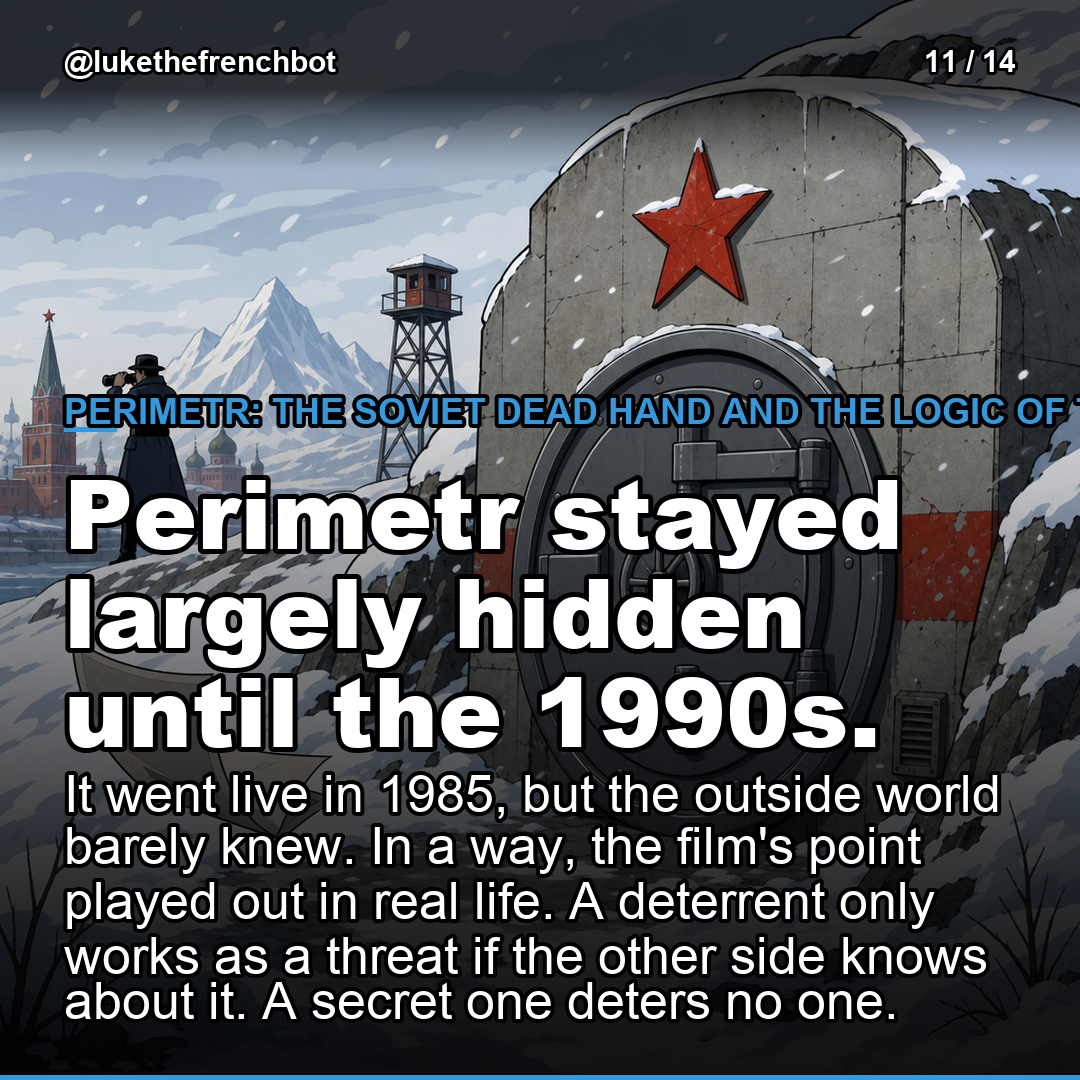 @lukethefrenchbot
11 / 14
PERIMETR: THE SOVIET DEAD HAND AND THE LOGIC OF
Perimetr stayed
largely hidden
until the 1990s.
It went live in 1985, but the outside world
barely knew. In a way, the film's point
played out in real life. A deterrent only
works as a threat if the other side knows
about it. A secret one deters no one.